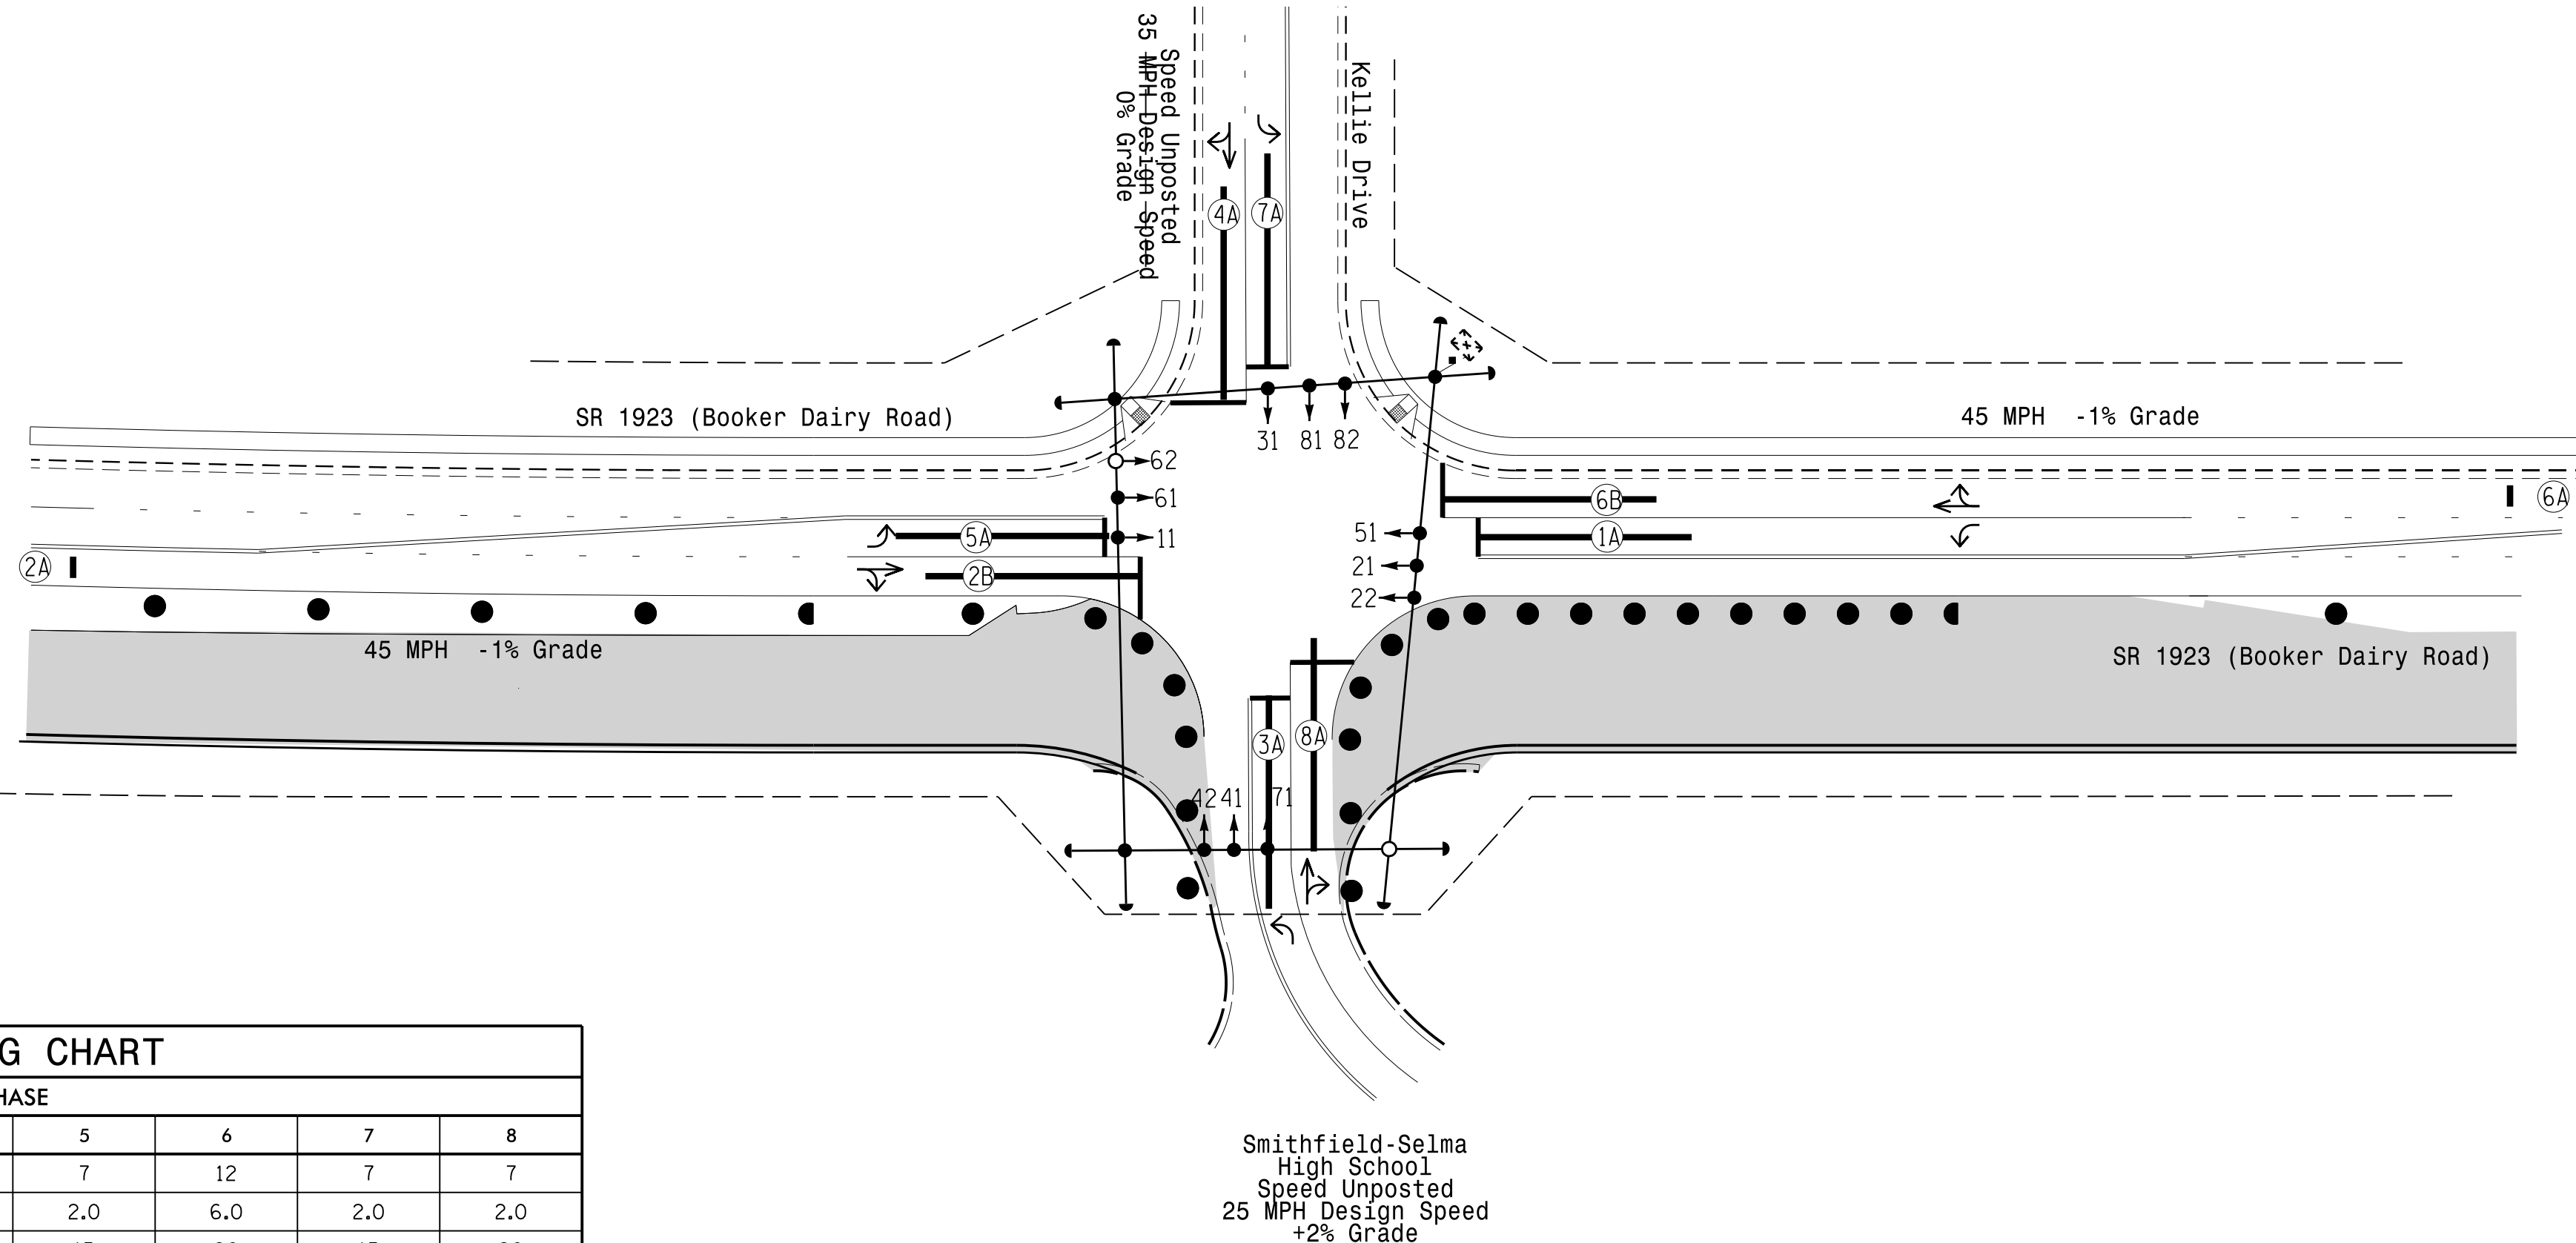 35 MPH Design Speed
Speed Unposted
0% Grade
Kellie Drive
4A
7A
SR 1923 (Booker Dairy Road)
45 MPH -1% Grade
31
81
82
62
61
11
5A
2A
2B
51
21
22
6B
1A
6A
45 MPH -1% Grade
SR 1923 (Booker Dairy Road)
3A
8A
42
41
71
G CHART
HASE
5 6 7 8
7 12 7 7
2.0 6.0 2.0 2.0
Smithfield-Selma
High School
Speed Unposted
25 MPH Design Speed
+2% Grade